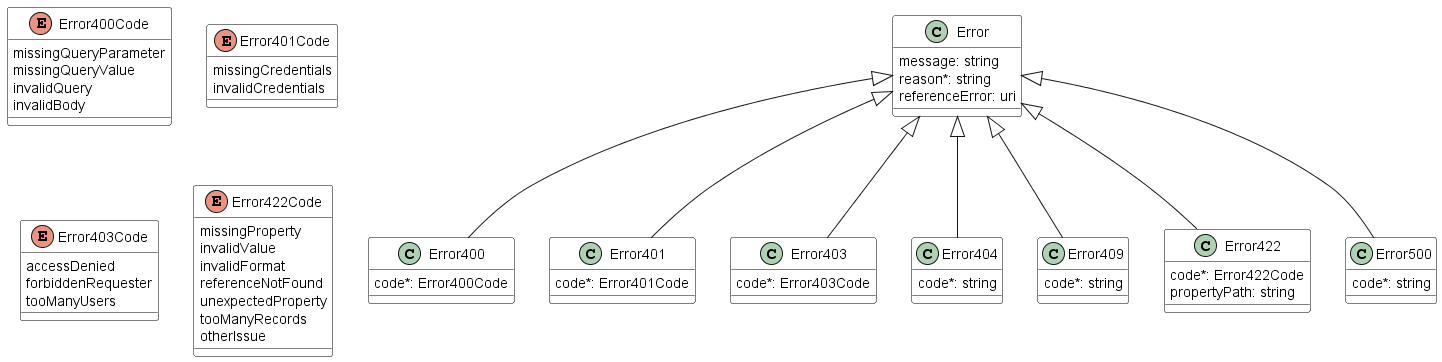 E Error400Code
missingQueryParameter
missingQueryValue
invalidQuery
invalidBody
E Error401Code
missingCredentials
invalidCredentials
C Error
message: string
reason*: string
referenceError: uri
E Error403Code
accessDenied
forbiddenRequester
tooManyUsers
E Error422Code
missingProperty
invalidValue
invalidFormat
referenceNotFound
unexpectedProperty
tooManyRecords
otherIssue
C Error400
code*: Error400Code
C Error401
code*: Error401Code
C Error403
code*: Error403Code
C Error404
code*: string
C Error409
code*: string
C Error422
code*: Error422Code
propertyPath: string
C Error500
code*: string